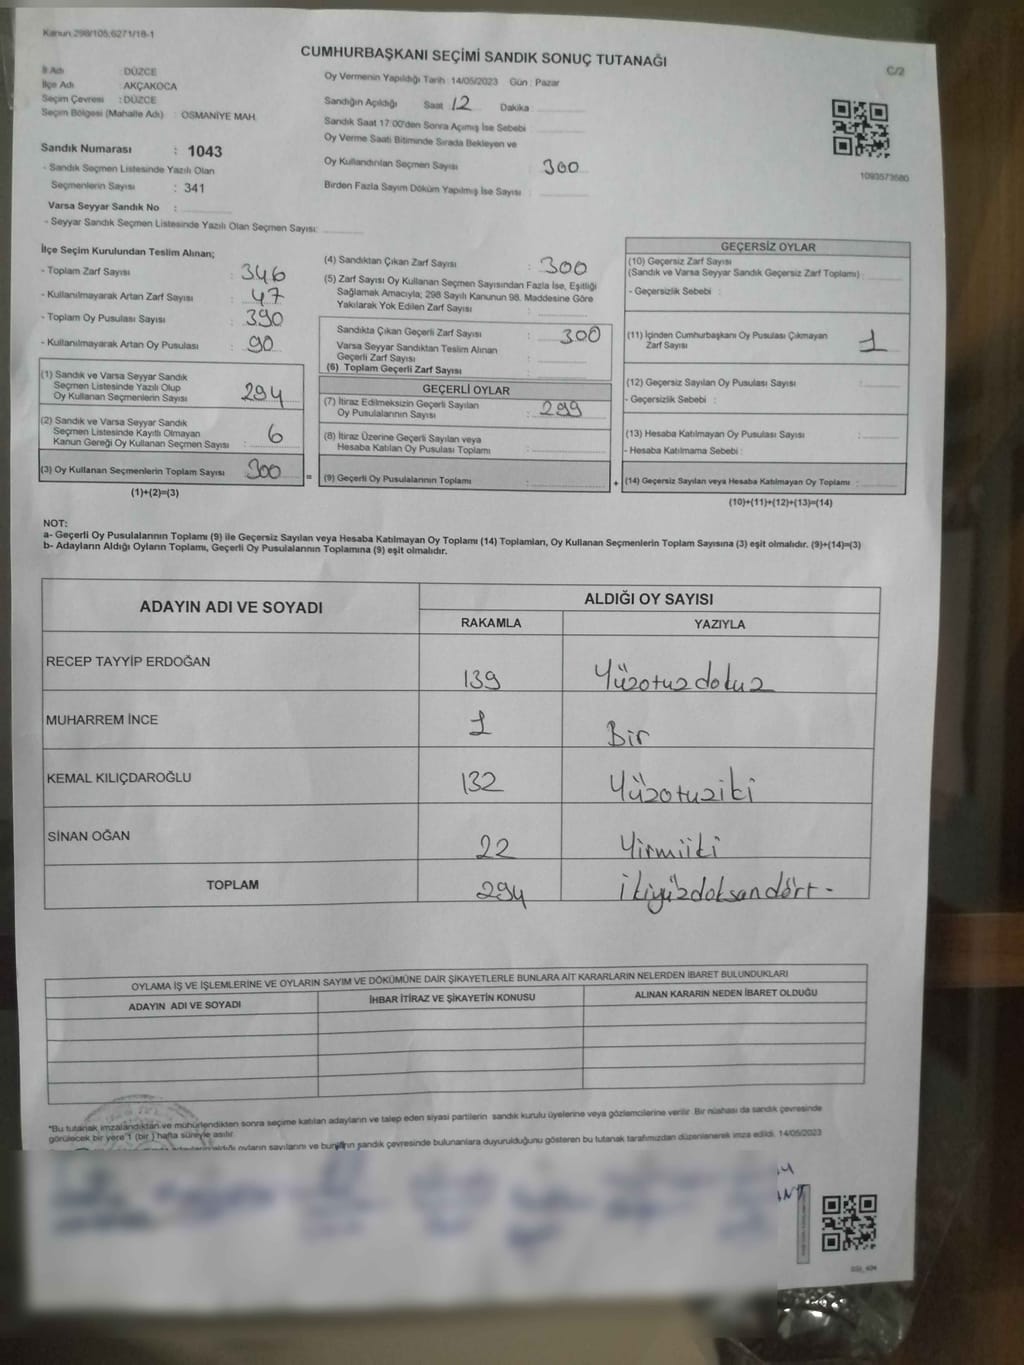 Kanun 298/105;6271/18-1
CUMHURBAŞKANI SEÇİMİ SANDIK SONUÇ TUTANAĞI
C/2
İl Adı : DÜZCE
İlçe Adı : AKÇAKOCA
Seçim Çevresi : DÜZCE
Seçim Bölgesi (Mahalle Adı) : OSMANİYE MAH.
Sandık Numarası : 1043
- Sandık Seçmen Listesinde Yazılı Olan
Seçmenlerin Sayısı : 341
Varsa Seyyar Sandık No :
- Seyyar Sandık Seçmen Listesinde Yazılı Olan Seçmen Sayısı:
Oy Vermenin Yapıldığı Tarih : 14/05/2023 Gün : Pazar
Sandığın Açıldığı Saat 12 Dakika
Sandık Saat 17:00'den Sonra Açımış İse Sebebi
Oy Verme Saati Bitiminde Sırada Bekleyen ve
Oy Kullandırılan Seçmen Sayısı : 300
Birden Fazla Sayım Döküm Yapılmış İse Sayısı :
1093573680
İlçe Seçim Kurulundan Teslim Alınan;
- Toplam Zarf Sayısı : 346
- Kullanılmayarak Artan Zarf Sayısı : 47
- Toplam Oy Pusulası Sayısı : 390
- Kullanılmayarak Artan Oy Pusulası : 90
(1) Sandık ve Varsa Seyyar Sandık
Seçmen Listesinde Yazılı Olup
Oy Kullanan Seçmenlerin Sayısı : 294
(2) Sandık ve Varsa Seyyar Sandık
Seçmen Listesinde Kayıtlı Olmayan
Kanun Gereği Oy Kullanan Seçmen Sayısı : 6
(3) Oy Kullanan Seçmenlerin Toplam Sayısı : 300
(1)+(2)=(3)
=
(4) Sandıktan Çıkan Zarf Sayısı : 300
(5) Zarf Sayısı Oy Kullanan Seçmen Sayısından Fazla İse, Eşitliği
Sağlamak Amacıyla; 298 Sayılı Kanunun 98. Maddesine Göre
Yakılarak Yok Edilen Zarf Sayısı :
Sandıkta Çıkan Geçerli Zarf Sayısı : 300
Varsa Seyyar Sandıktan Teslim Alınan
Geçerli Zarf Sayısı :
(6) Toplam Geçerli Zarf Sayısı :
GEÇERLİ OYLAR
(7) İtiraz Edilmeksizin Geçerli Sayılan
Oy Pusulalarının Sayısı : 299
(8) İtiraz Üzerine Geçerli Sayılan veya
Hesaba Katılan Oy Pusulası Toplamı :
(9) Geçerli Oy Pusulalarının Toplamı :
+
GEÇERSİZ OYLAR
(10) Geçersiz Zarf Sayısı
(Sandık ve Varsa Seyyar Sandık Geçersiz Zarf Toplamı) :
- Geçersizlik Sebebi :
(11) İçinden Cumhurbaşkanı Oy Pusulası Çıkmayan
Zarf Sayısı : 1
(12) Geçersiz Sayılan Oy Pusulası Sayısı :
- Geçersizlik Sebebi :
(13) Hesaba Katılmayan Oy Pusulası Sayısı :
- Hesaba Katılmama Sebebi :
(14) Geçersiz Sayılan veya Hesaba Katılmayan Oy Toplamı :
(10)+(11)+(12)+(13)=(14)
NOT:
a- Geçerli Oy Pusulalarının Toplamı (9) ile Geçersiz Sayılan veya Hesaba Katılmayan Oy Toplamı (14) Toplamları, Oy Kullanan Seçmenlerin Toplam Sayısına (3) eşit olmalıdır. (9)+(14)=(3)
b- Adayların Aldığı Oyların Toplamı, Geçerli Oy Pusulalarının Toplamına (9) eşit olmalıdır.
ADAYIN ADI VE SOYADI ALDIĞI OY SAYISI
RAKAMLA YAZIYLA
RECEP TAYYİP ERDOĞAN 139 Yüzotuzdokuz
MUHARREM İNCE 1 Bir
KEMAL KILIÇDAROĞLU 132 Yüzotuziki
SİNAN OĞAN 22 Yirmiiki
TOPLAM 294 ikiyüzdoksandört -
OYLAMA İŞ VE İŞLEMLERİNE VE OYLARIN SAYIM VE DÖKÜMÜNE DAİR ŞİKAYETLERLE BUNLARA AİT KARARLARIN NELERDEN İBARET BULUNDUKLARI
ADAYIN ADI VE SOYADI İHBAR İTİRAZ VE ŞİKAYETİN KONUSU ALINAN KARARIN NEDEN İBARET OLDUĞU
*Bu tutanak imzalandıktan ve mühürlendikten sonra seçime katılan adayların ve talep eden siyasi partilerin sandık kurulu üyelerine veya gözlemcilerine verilir. Bir nüshası da sandık çevresinde
görülecek bir yere 1 (bir ) hafta süreyle asılır.
adayların aldığı oyların sayılarını ve bunların sandık çevresinde bulunanlara duyurulduğunu gösteren bu tutanak tarafımızdan düzenlenerek imza edildi. 14/05/2023